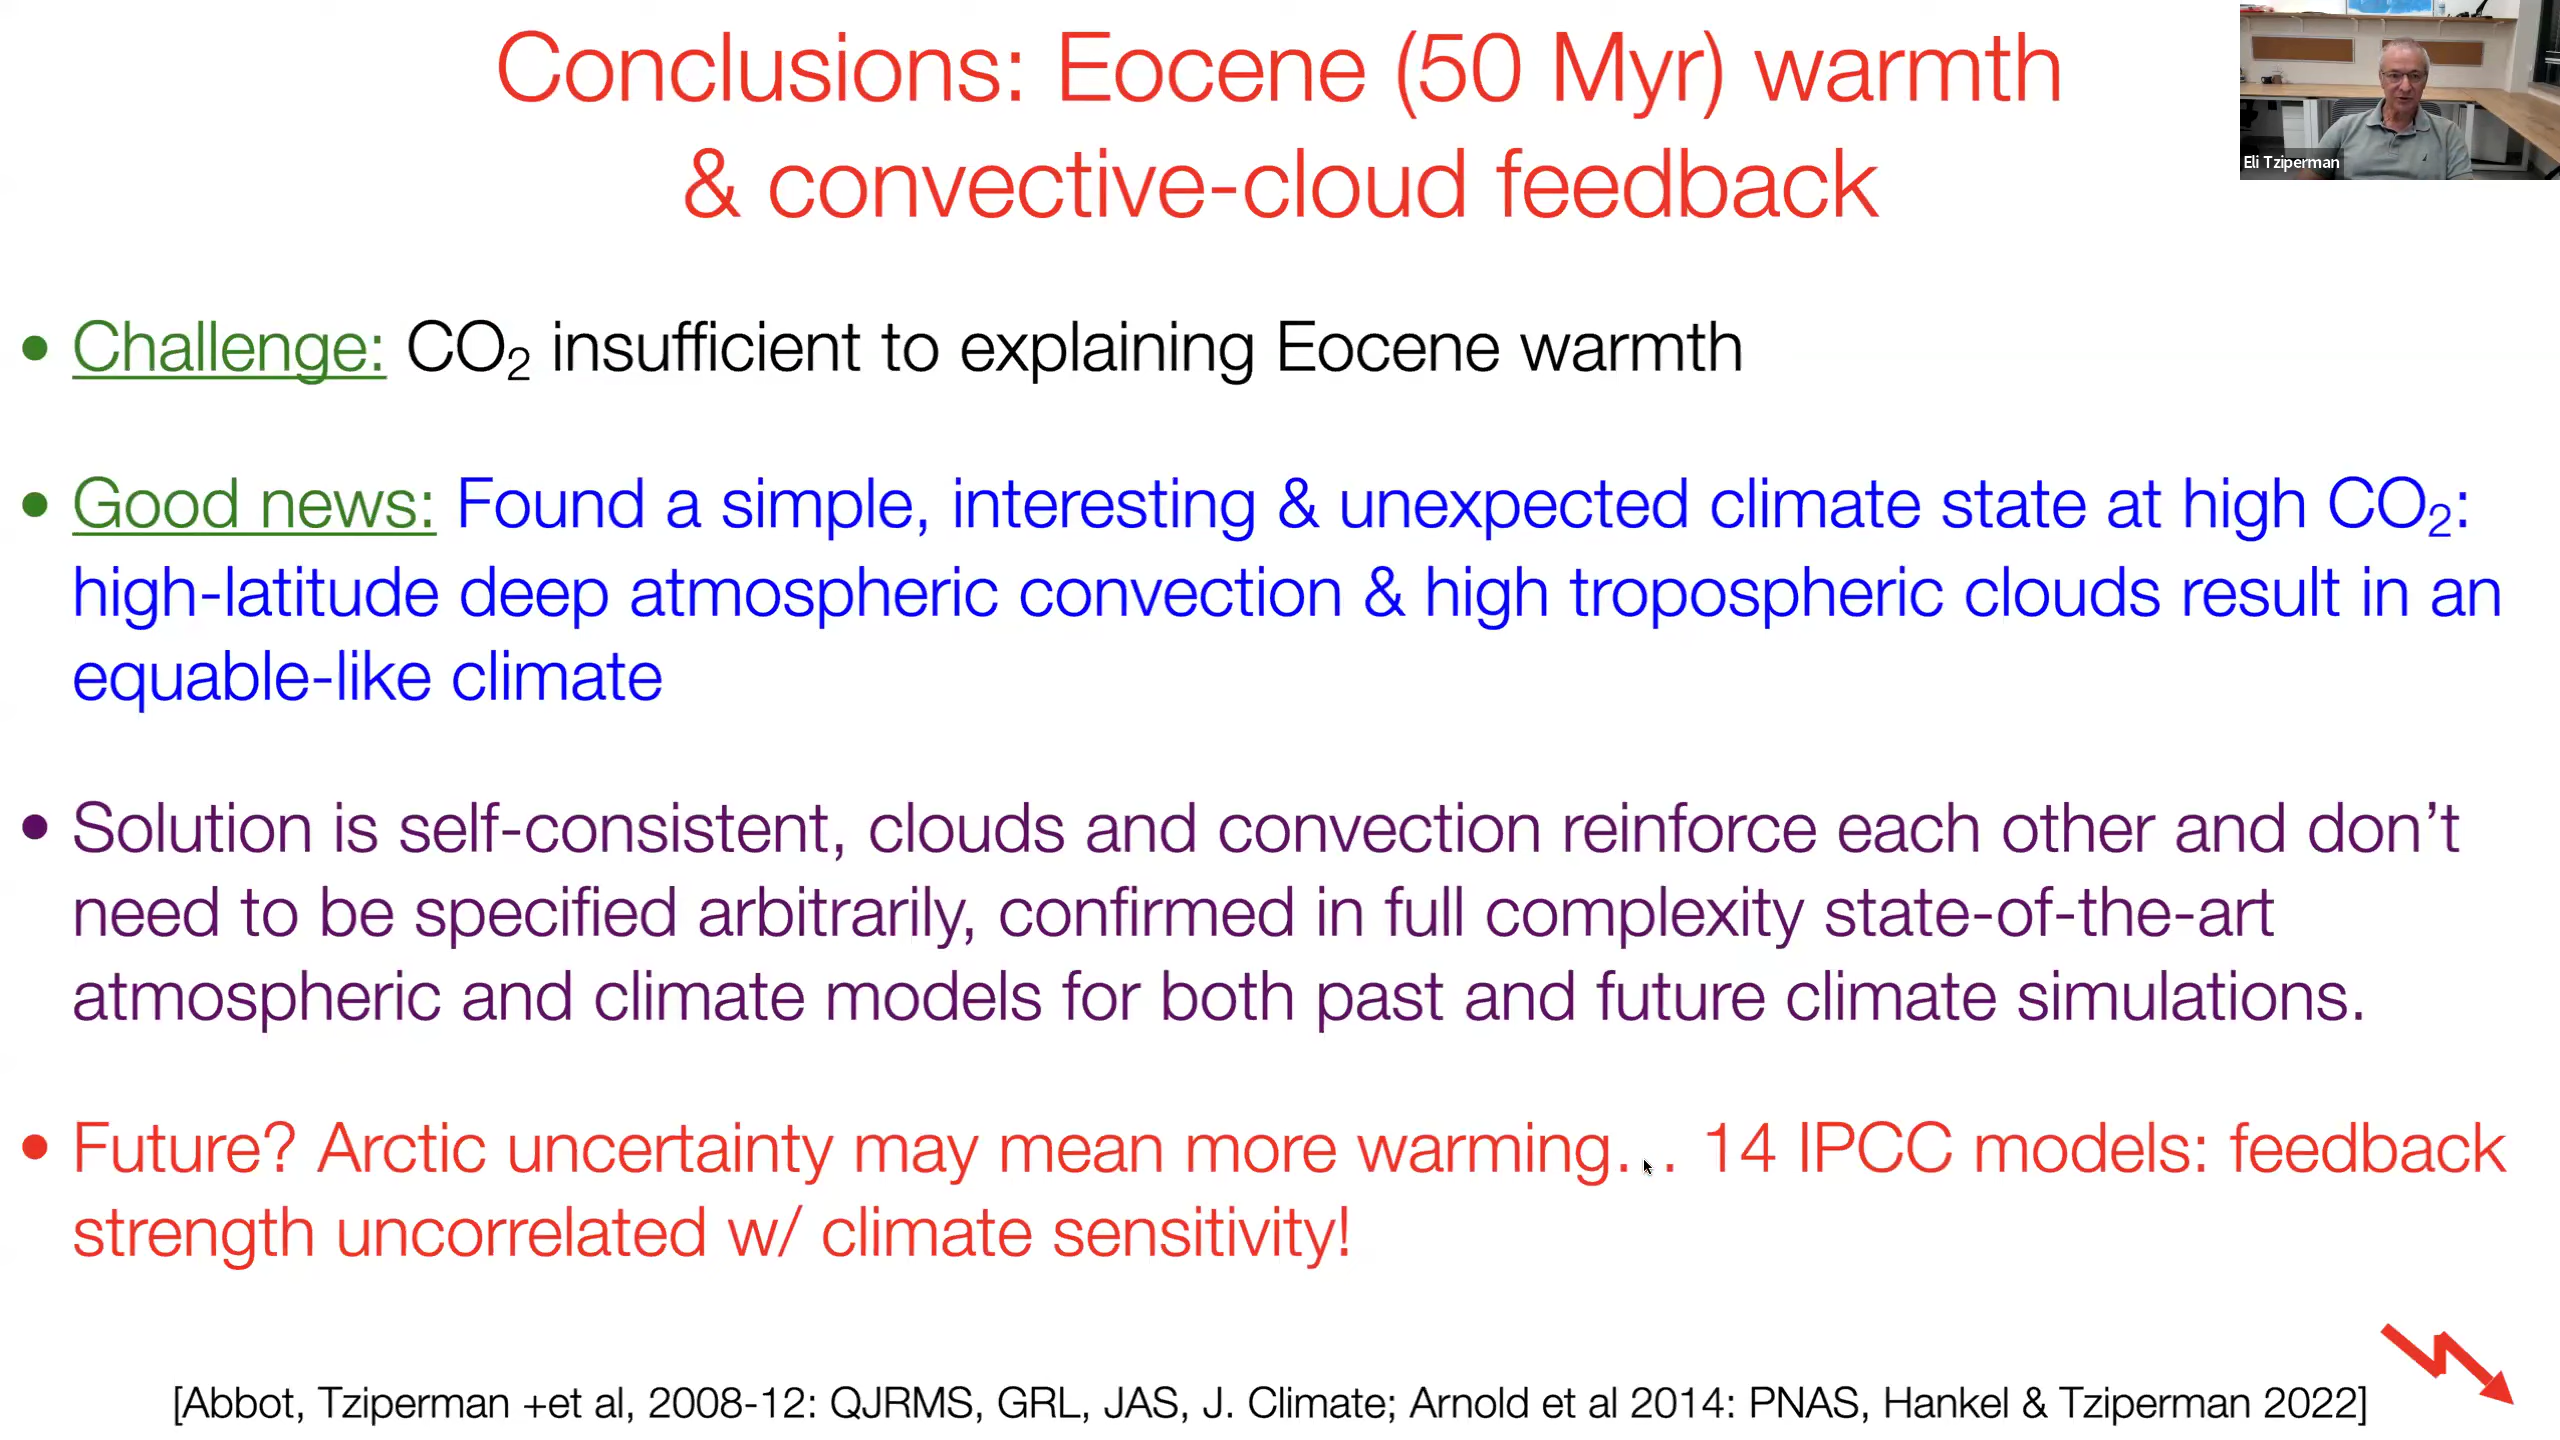 Conclusions: Eocene (50 Myr) warmth
& convective-cloud feedback
Eli Tziperman
• Challenge: CO₂ insufficient to explaining Eocene warmth
• Good news: Found a simple, interesting & unexpected climate state at high CO₂:
high-latitude deep atmospheric convection & high tropospheric clouds result in an
equable-like climate
• Solution is self-consistent, clouds and convection reinforce each other and don’t
need to be specified arbitrarily, confirmed in full complexity state-of-the-art
atmospheric and climate models for both past and future climate simulations.
• Future? Arctic uncertainty may mean more warming... 14 IPCC models: feedback
strength uncorrelated w/ climate sensitivity!
[Abbot, Tziperman +et al, 2008-12: QJRMS, GRL, JAS, J. Climate; Arnold et al 2014: PNAS, Hankel & Tziperman 2022]